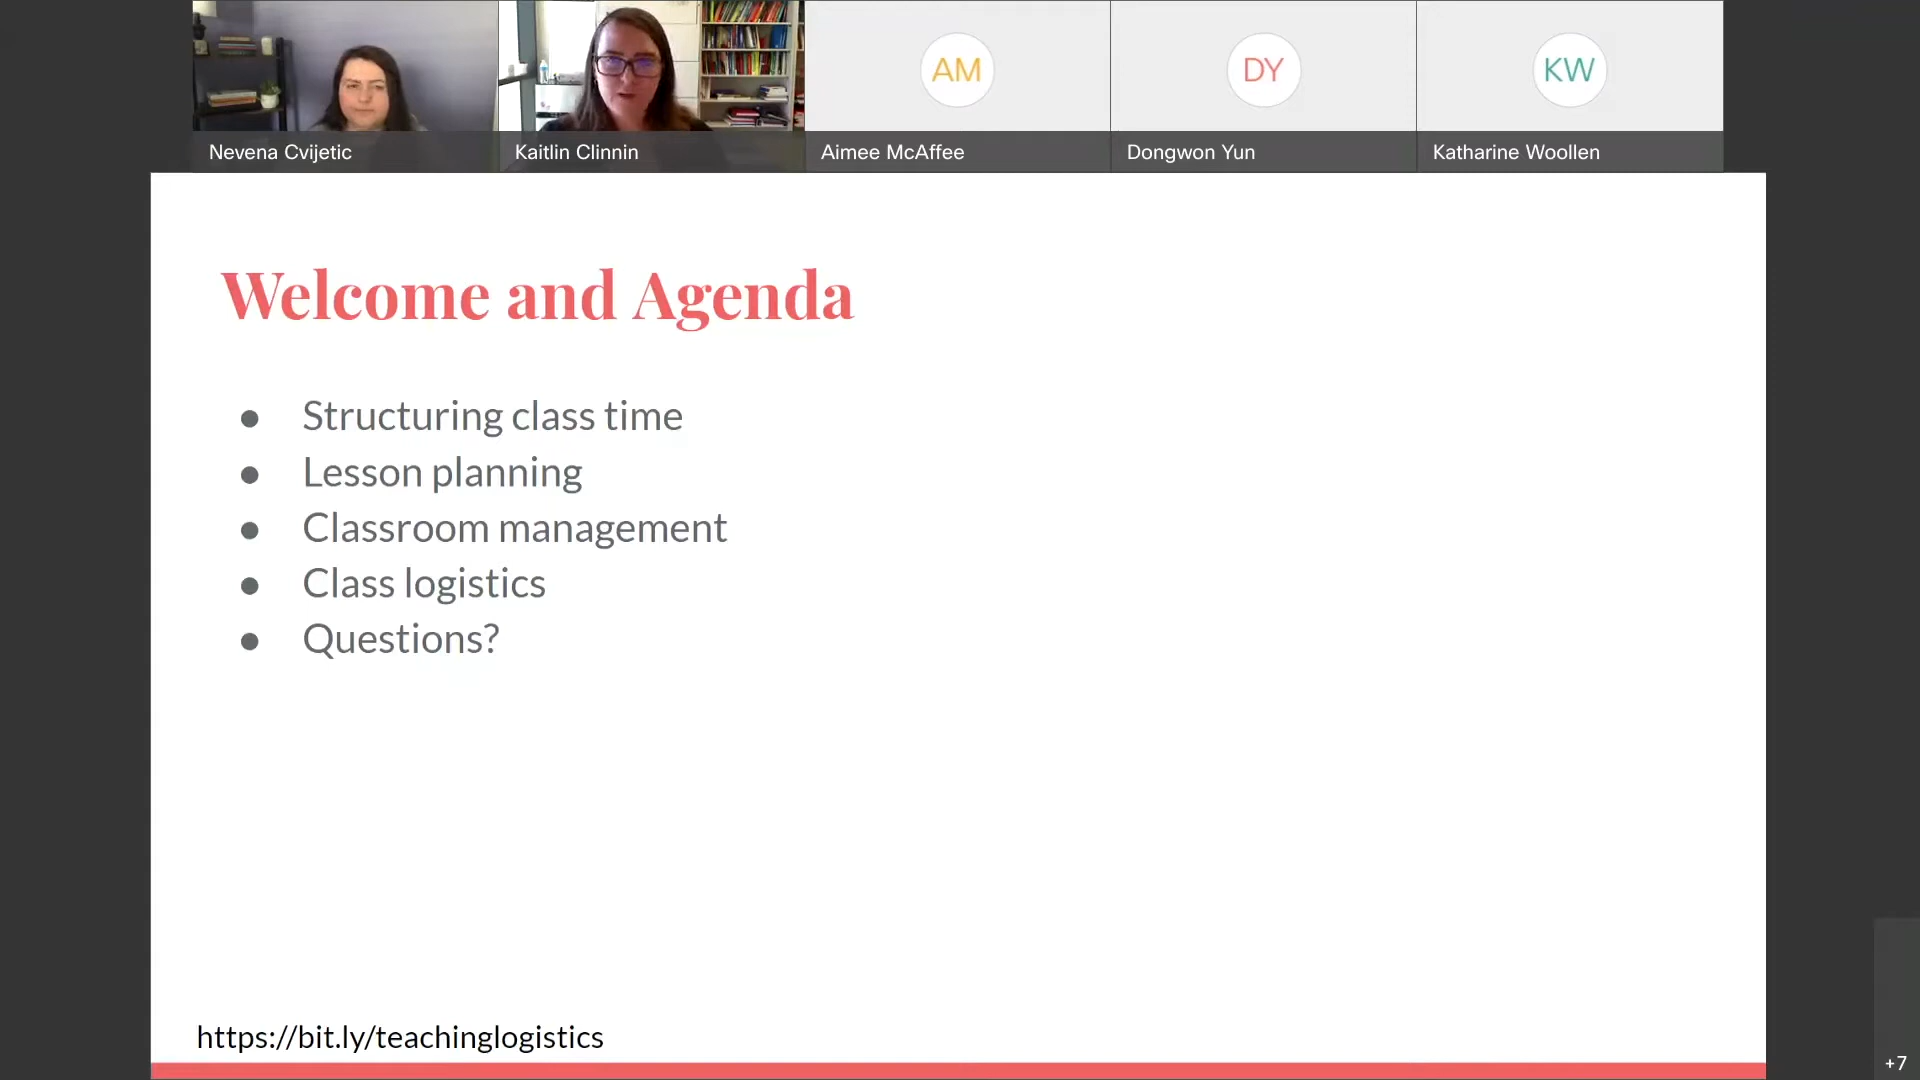 AM
DY
KW
Nevena Cvijetic
Kaitlin Clinnin
Aimee McAffee
Dongwon Yun
Katharine Woollen
Welcome and Agenda
● Structuring class time
● Lesson planning
● Classroom management
● Class logistics
● Questions?
https://bit.ly/teachinglogistics
+7